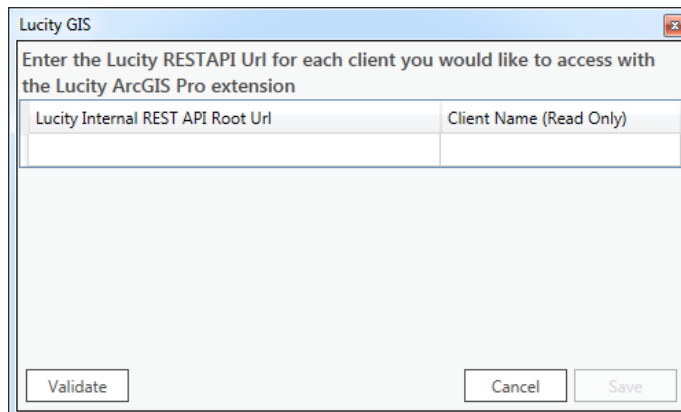 Lucity GIS
Enter the Lucity RESTAPI Url for each client you would like to access with
the Lucity ArcGIS Pro extension
Lucity Internal REST API Root Url Client Name (Read Only)
Validate Cancel Save